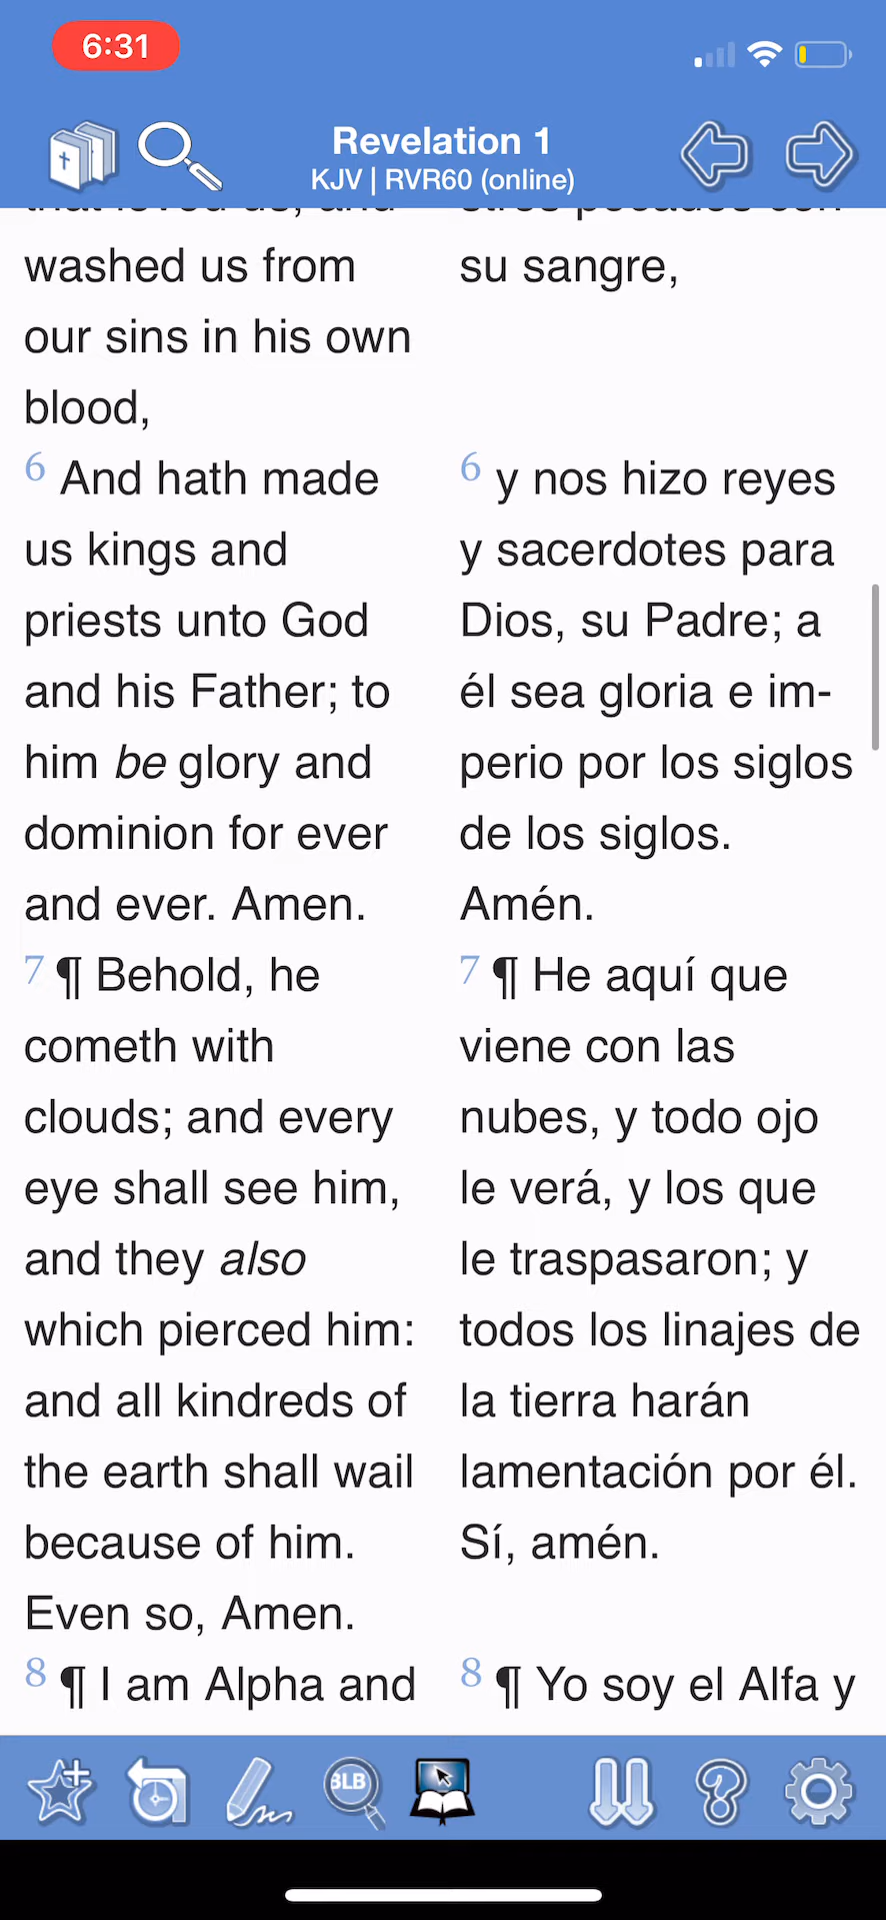 6:31
Revelation 1
KJV | RVR60 (online)
that loved us, and
washed us from
our sins in his own
blood,
6 And hath made
us kings and
priests unto God
and his Father; to
him be glory and
dominion for ever
and ever. Amen.
7 ¶ Behold, he
cometh with
clouds; and every
eye shall see him,
and they also
which pierced him:
and all kindreds of
the earth shall wail
because of him.
Even so, Amen.
8 ¶ I am Alpha and
stros pecados con
su sangre,
6 y nos hizo reyes
y sacerdotes para
Dios, su Padre; a
él sea gloria e im-
perio por los siglos
de los siglos.
Amén.
7 ¶ He aquí que
viene con las
nubes, y todo ojo
le verá, y los que
le traspasaron; y
todos los linajes de
la tierra harán
lamentación por él.
Sí, amén.
8 ¶ Yo soy el Alfa y
BLB